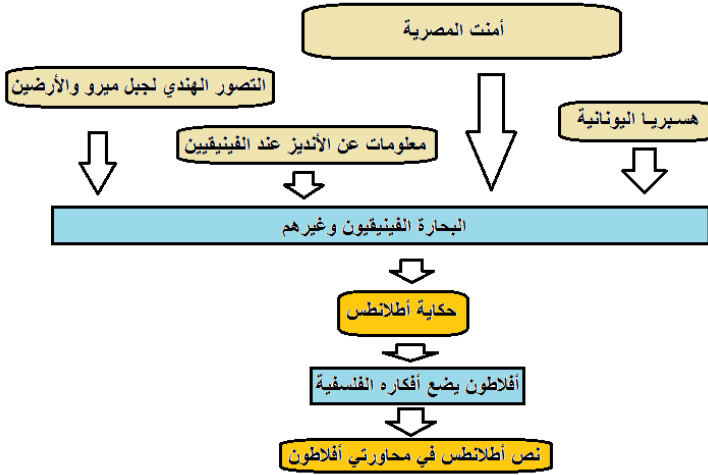 أمنت المصرية
التصور الهندي لجبل ميرو والأرضين
هسبريا اليونانية
معلومات عن الأنديز عند الفينيقيين
البحارة الفينيقيون وغيرهم
حكاية أطلانطس
أفلاطون يضع أفكاره الفلسفية
نص أطلانطس في محاورتي أفلاطون